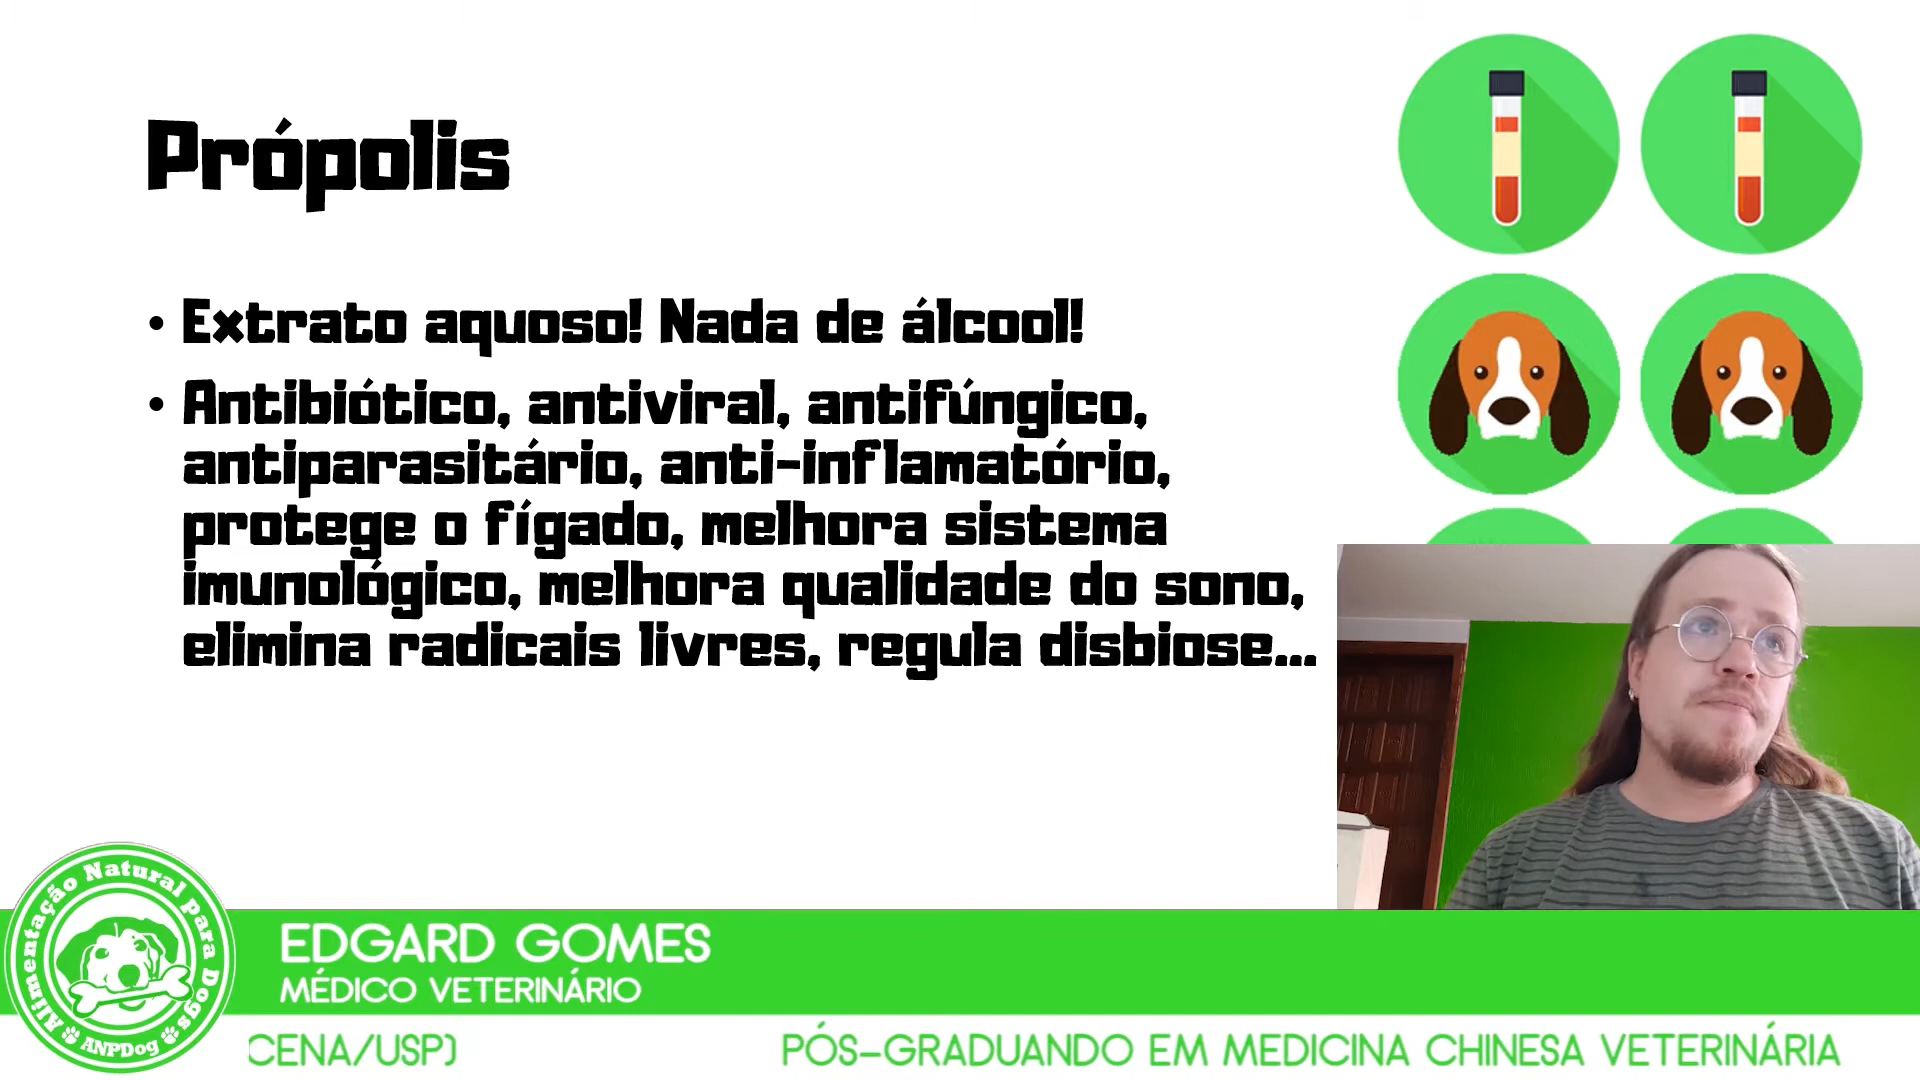 Própolis
• Extrato aquoso! Nada de álcool!
• Antibiótico, antiviral, antifúngico,
antiparasitário, anti-inflamatório,
protege o fígado, melhora sistema
imunológico, melhora qualidade do sono,
elimina radicais livres, regula disbiose...
Alimentação Natural para Dogs
ANPDog
EDGARD GOMES
MÉDICO VETERINÁRIO
CENA/USP)
PÓS-GRADUANDO EM MEDICINA CHINESA VETERINÁRIA